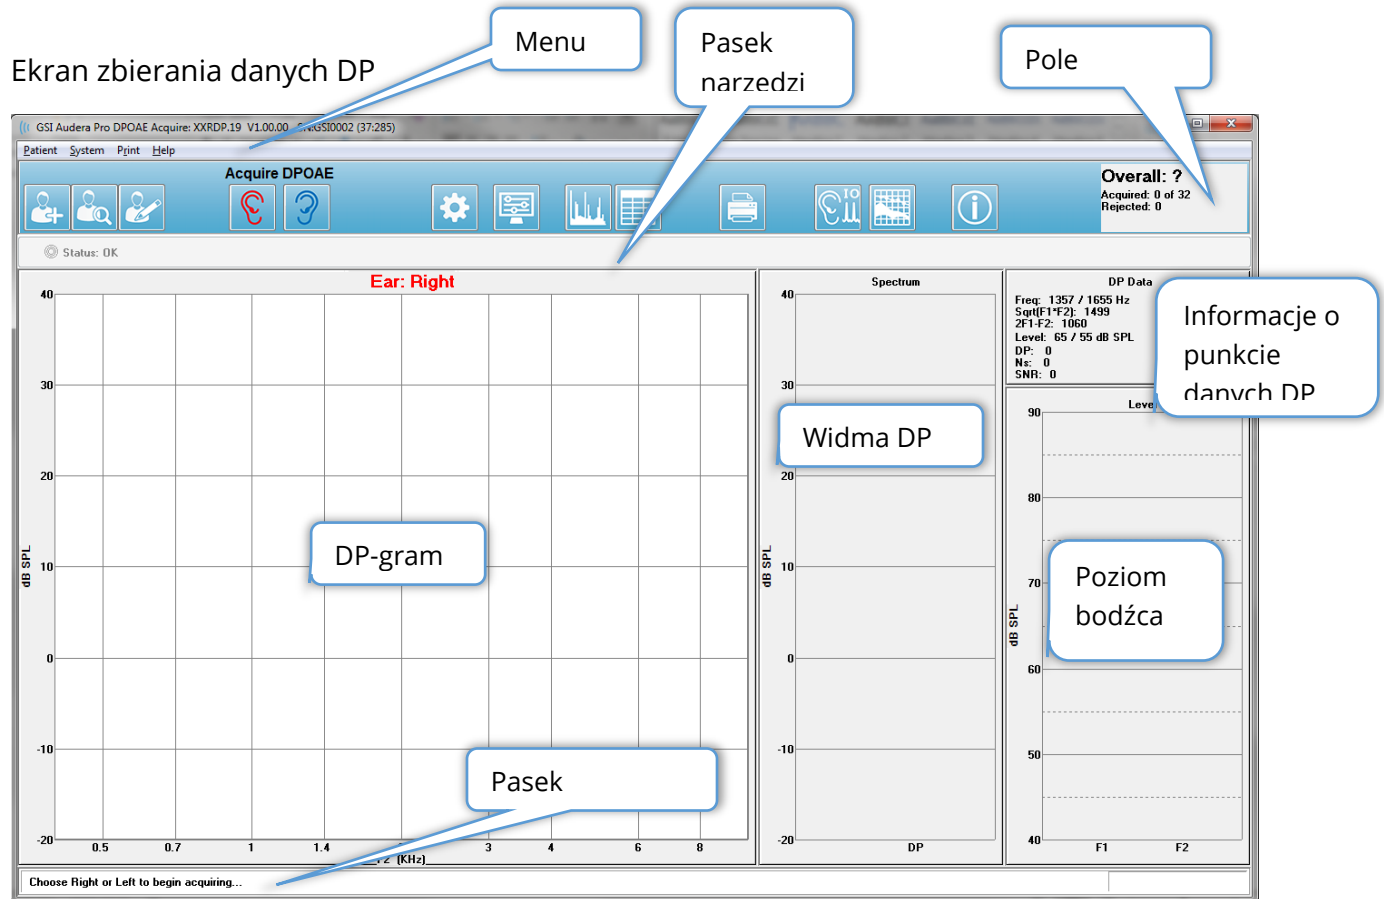 Menu
Pasek
narzędzi
Pole
Ekran zbierania danych DP
GSI Audera Pro DPOAE Acquire: XXRDP.19 V1.00.00 SN:GSI0002 (37:285)
Patient System Print Help
Acquire DPOAE
IO
Overall: ?
Acquired: 0 of 32
Rejected: 0
Status: OK
Ear: Right
Spectrum
DP Data
Freq: 1357 / 1655 Hz
Sqrt(F1*F2): 1499
2F1-F2: 1060
Level: 65 / 55 dB SPL
DP: 0
Ns: 0
SNR: 0
Informacje o
punkcie
danych DP
40
30
20
10
0
-10
-20
dB SPL
0.5 0.7 1 1.4 3 4 6 8
F2 (KHz)
DP-gram
40
30
20
10
0
-10
-20
dB SPL
DP
Widma DP
90
80
70
60
50
40
dB SPL
F1 F2
Poziom
bodźca
Pasek
Choose Right or Left to begin acquiring...